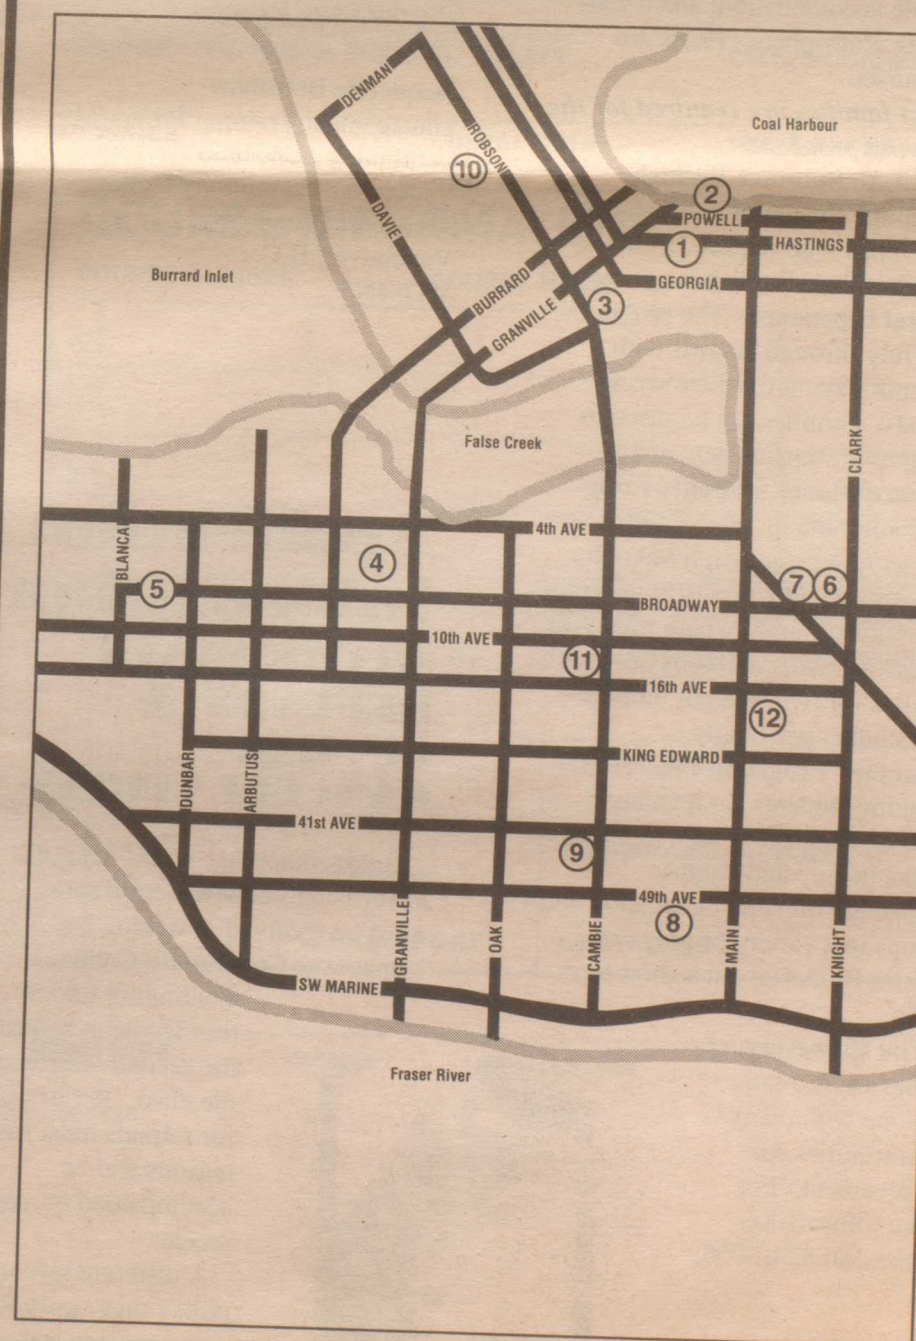 DENMAN
ROBSON
Coal Harbour
10
2
DAVIE
POWELL
1
HASTINGS
Burrard Inlet
BURRARD
GEORGIA
GRANVILLE
3
False Creek
CLARK
4th AVE
BLANCA
4
5
7
6
BROADWAY
10th AVE
11
16th AVE
12
KING EDWARD
DUNBAR
ARBUTUS
41st AVE
9
49th AVE
8
GRANVILLE
OAK
CAMBIE
MAIN
KNIGHT
SW MARINE
Fraser River